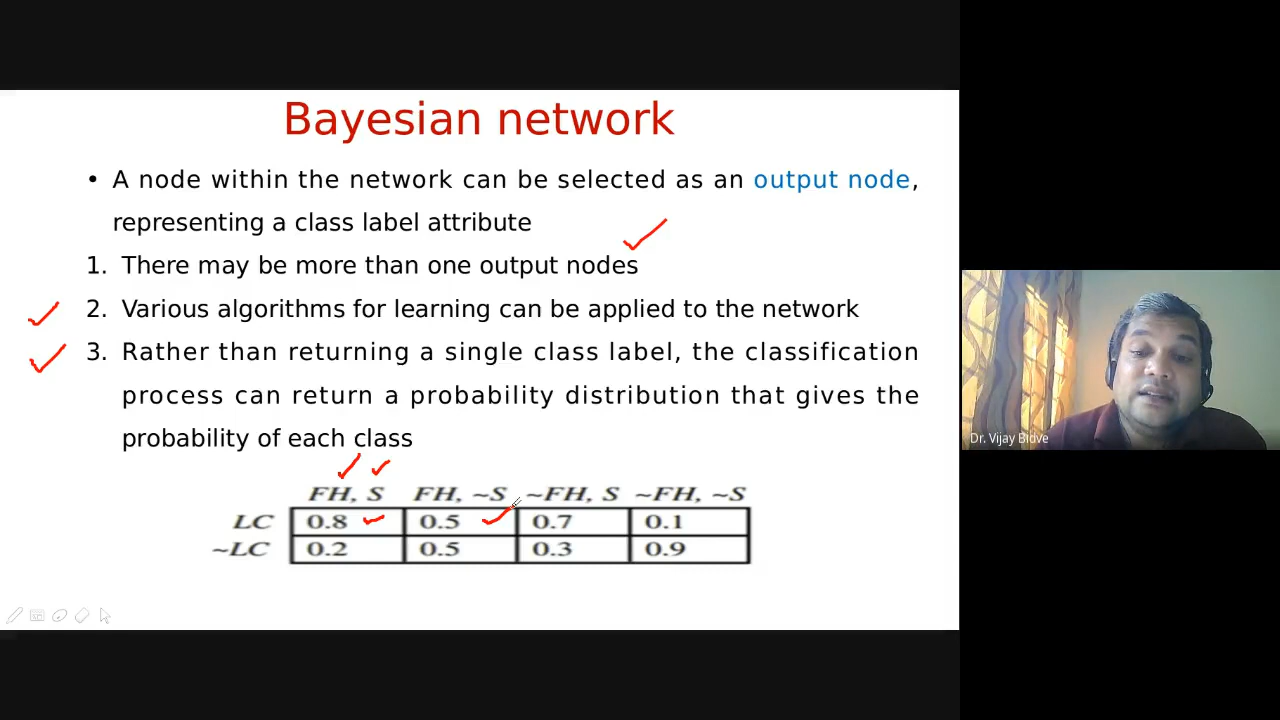 Bayesian network
• A node within the network can be selected as an output node,
representing a class label attribute
1. There may be more than one output nodes
2. Various algorithms for learning can be applied to the network
3. Rather than returning a single class label, the classification
process can return a probability distribution that gives the
probability of each class
FH, S FH, ~S ~FH, S ~FH, ~S
LC 0.8 0.5 0.7 0.1
~LC 0.2 0.5 0.3 0.9
Dr. Vijay Bidve